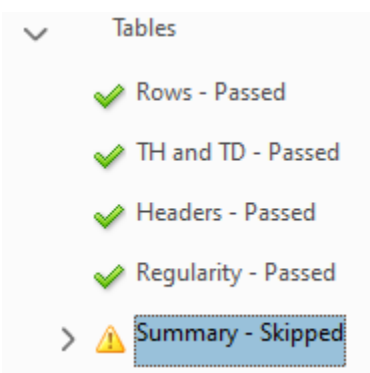 Tables
Rows - Passed
TH and TD - Passed
Headers - Passed
Regularity - Passed
Summary - Skipped